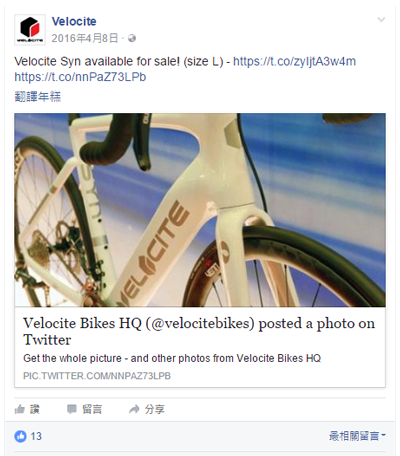 Velocite
2016年4月8日 ·
Velocite Syn available for sale! (size L) - https://t.co/zyIjtA3w4m
https://t.co/nnPaZ73LPb
翻譯年糕
SYN
VELOCITE
VELOCITE
Velocite Bikes HQ (@velocitebikes) posted a photo on
Twitter
Get the whole picture - and other photos from Velocite Bikes HQ
PIC.TWITTER.COM/NNPAZ73LPB
讚 留言 分享
13 最相關留言